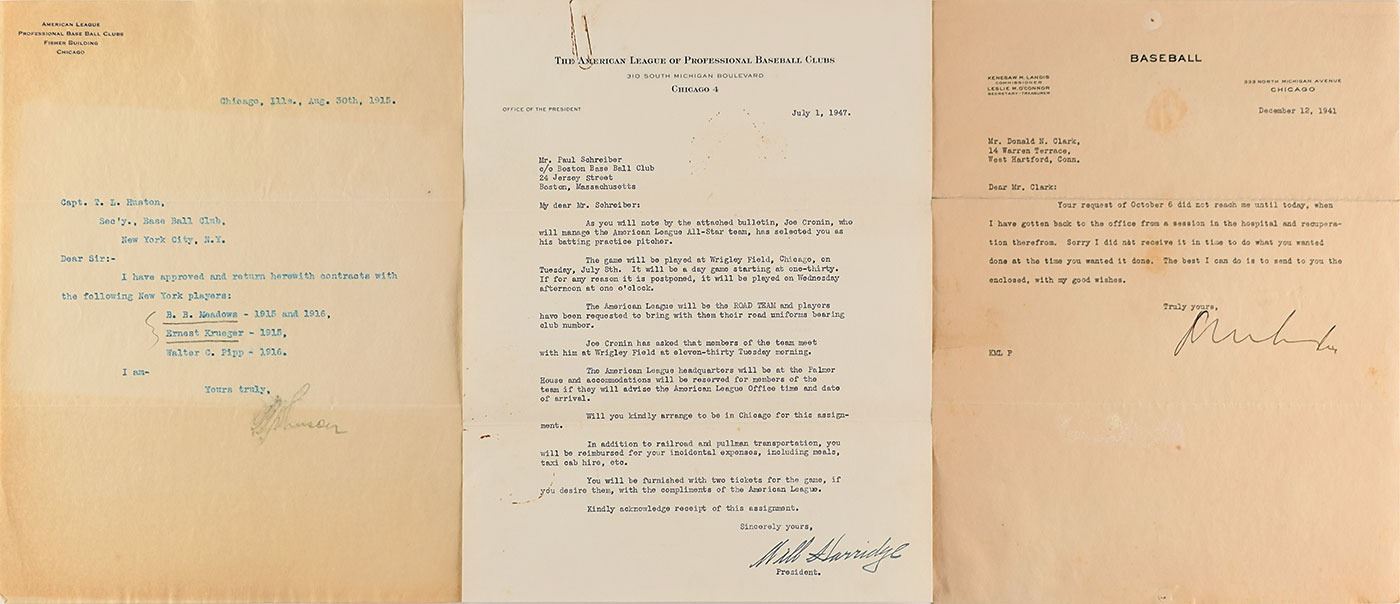 AMERICAN LEAGUE
PROFESSIONAL BASE BALL CLUBS
FISHER BUILDING
CHICAGO
Chicago, Ills., Aug. 30th, 1915.
Capt. T. L. Huston,
Sec'y., Base Ball Club,
New York City, N.Y.
Dear Sir:-
I have approved and return herewith contracts with
the following New York players:
B. B. Meadows - 1915 and 1916,
Ernest Krueger - 1915,
Walter C. Pipp - 1916.
I am-
Yours truly,
THE AMERICAN LEAGUE OF PROFESSIONAL BASEBALL CLUBS
310 SOUTH MICHIGAN BOULEVARD
CHICAGO 4
OFFICE OF THE PRESIDENT
July 1, 1947.
Mr. Paul Schreiber
c/o Boston Base Ball Club
24 Jersey Street
Boston, Massachusetts
My dear Mr. Schreiber:
As you will note by the attached bulletin, Joe Cronin, who
will manage the American League All-Star team, has selected you as
his batting practice pitcher.
The game will be played at Wrigley Field, Chicago, on
Tuesday, July 8th. It will be a day game starting at one-thirty.
If for any reason it is postponed, it will be played on Wednesday
afternoon at one o'clock.
The American League will be the ROAD TEAM and players
have been requested to bring with them their road uniforms bearing
club number.
Joe Cronin has asked that members of the team meet
with him at Wrigley Field at eleven-thirty Tuesday morning.
The American League headquarters will be at the Palmer
House and accommodations will be reserved for members of the
team if they will advise the American League Office time and date
of arrival.
Will you kindly arrange to be in Chicago for this assign-
ment.
In addition to railroad and pullman transportation, you
will be reimbursed for your incidental expenses, including meals,
taxi cab hire, etc.
You will be furnished with two tickets for the game, if
you desire them, with the compliments of the American League.
Kindly acknowledge receipt of this assignment.
Sincerely yours,
Will Harridge
President.
BASEBALL
KENESAW M. LANDIS
COMMISSIONER
LESLIE M. O'CONNOR
SECRETARY-TREASURER
333 NORTH MICHIGAN AVENUE
CHICAGO
December 12, 1941
Mr. Donald N. Clark,
14 Warren Terrace,
West Hartford, Conn.
Dear Mr. Clark:
Your request of October 6 did not reach me until today, when
I have gotten back to the office from a session in the hospital and recupera-
tion therefrom. Sorry I did not receive it in time to do what you wanted
done at the time you wanted it done. The best I can do is to send to you the
enclosed, with my good wishes.
Truly yours,
KML P